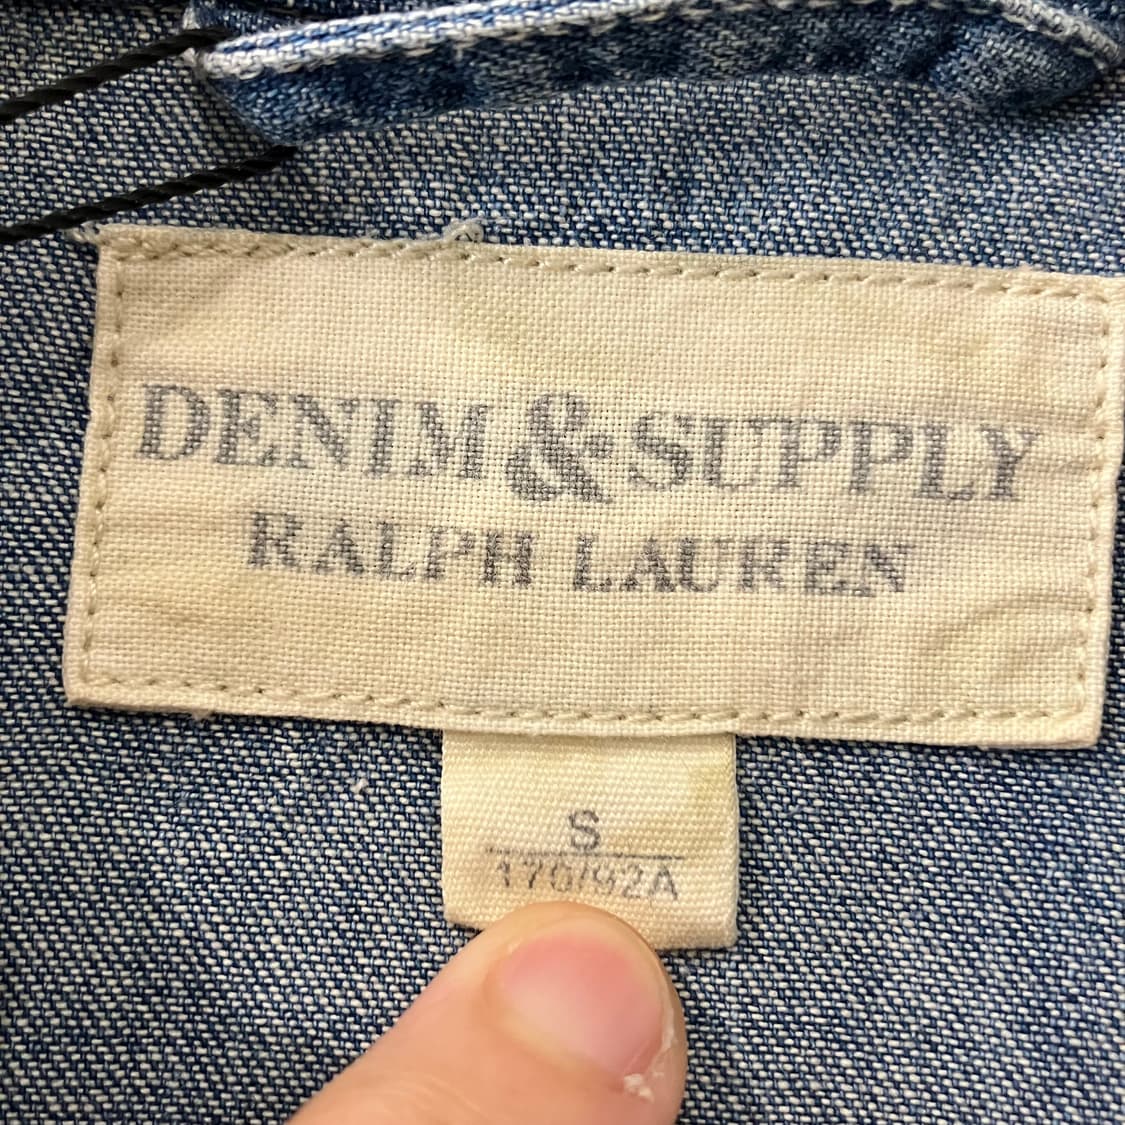 DENIM & SUPPLY
RALPH LAUREN
S
170/92A